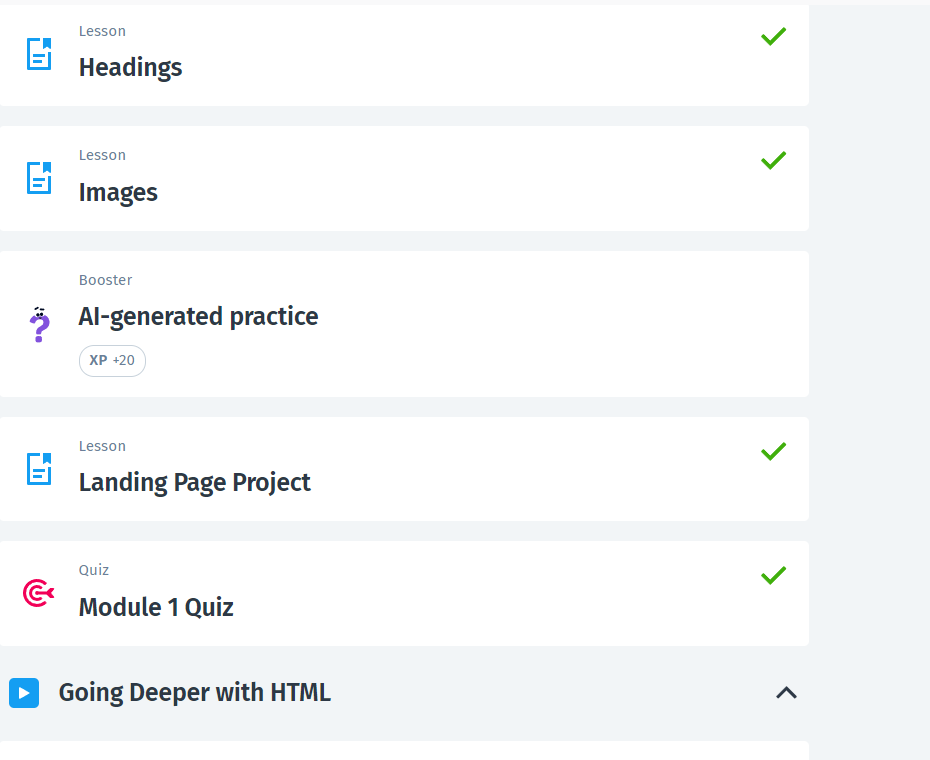 Lesson
Headings
Lesson
Images
Booster
AI-generated practice
XP +20
Lesson
Landing Page Project
Quiz
Module 1 Quiz
Going Deeper with HTML